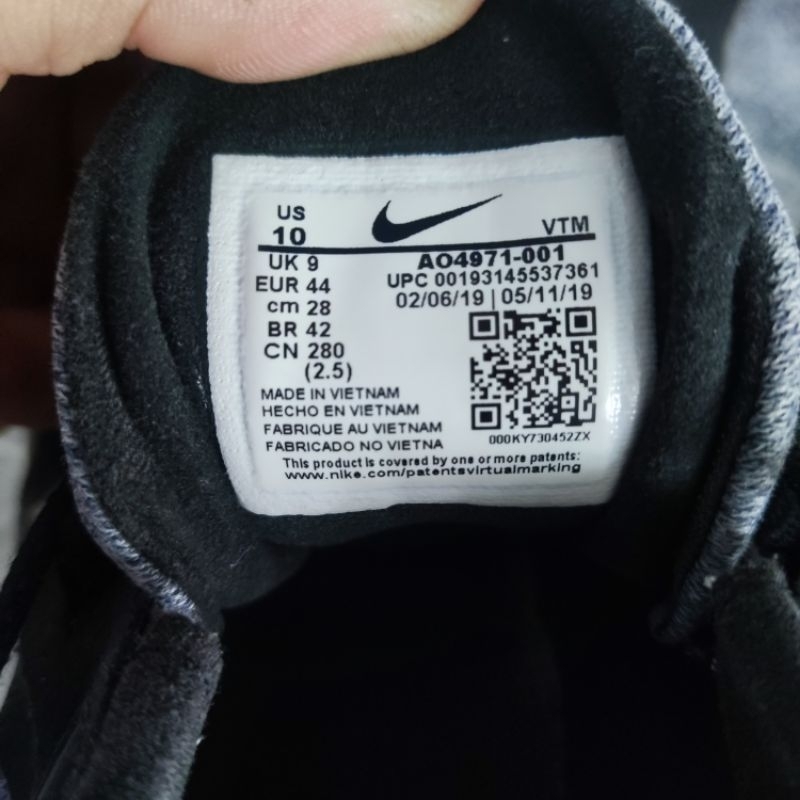 US
10
VTM
UK 9
EUR 44
cm 28
BR 42
CN 280
(2.5)
AO4971-001
UPC 00193145537361
02/06/19 | 05/11/19
MADE IN VIETNAM
HECHO EN VIETNAM
FABRIQUE AU VIETNAM
FABRICADO NO VIETNA
000KY730452ZX
This product is covered by one or more patents:
www.nike.com/patentsvirtualmarking